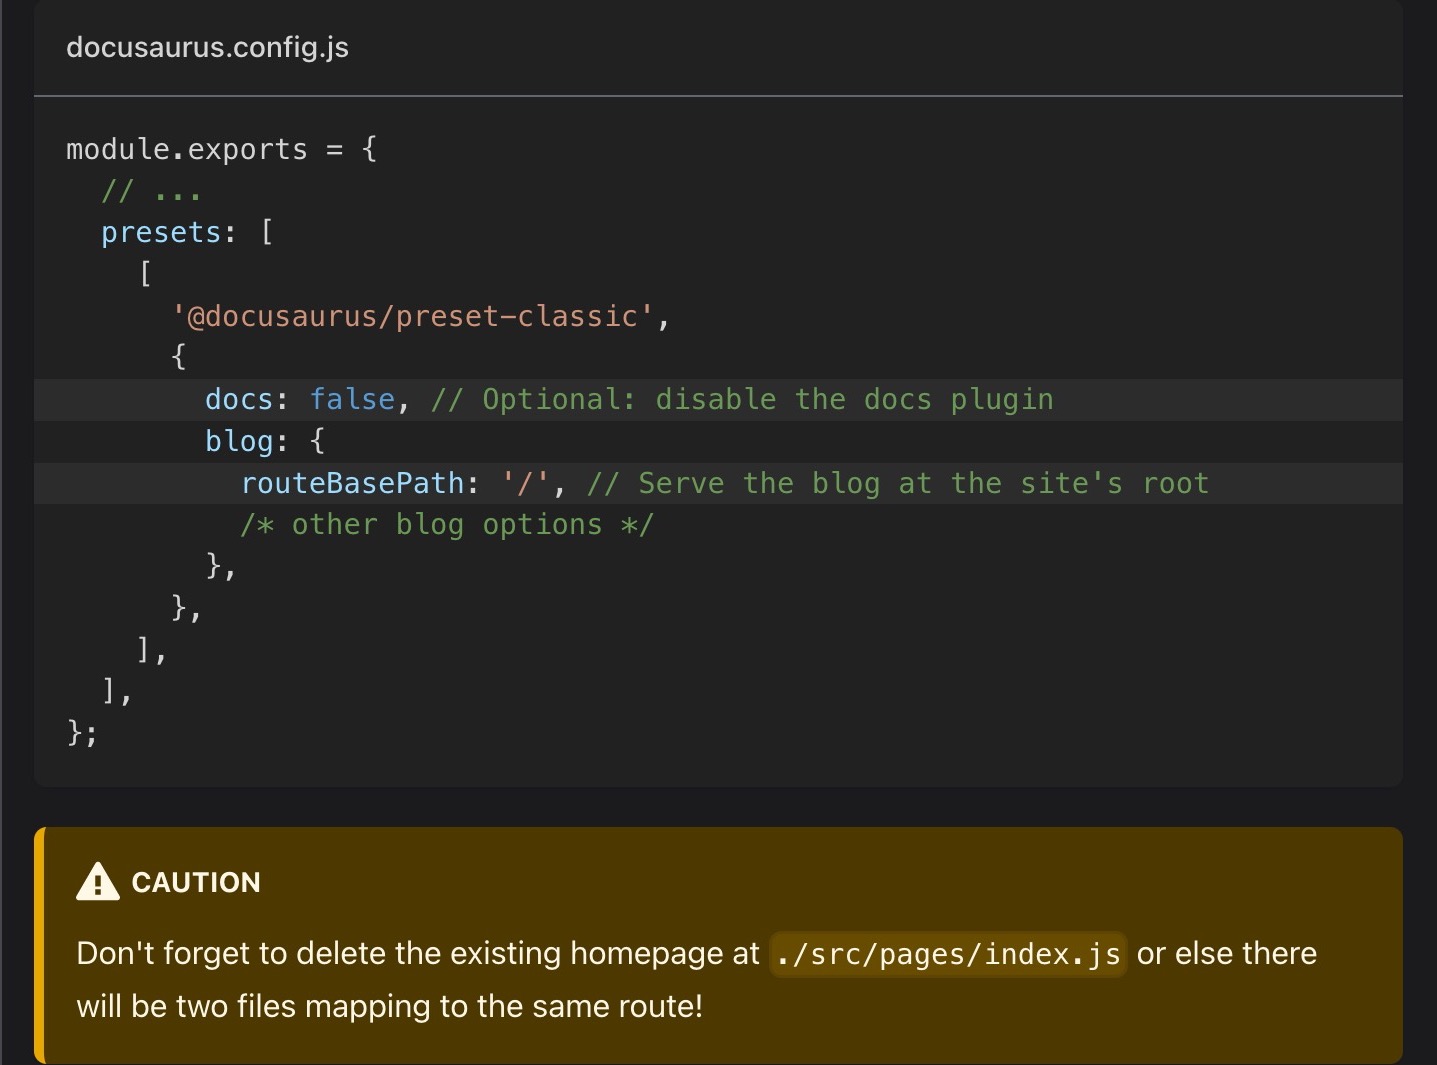 docusaurus.config.js
module.exports = {
  // ...
  presets: [
    [
      '@docusaurus/preset-classic',
      {
        docs: false, // Optional: disable the docs plugin
        blog: {
          routeBasePath: '/', // Serve the blog at the site's root
          /* other blog options */
        },
      },
    ],
  ],
};
CAUTION
Don't forget to delete the existing homepage at ./src/pages/index.js or else there
will be two files mapping to the same route!